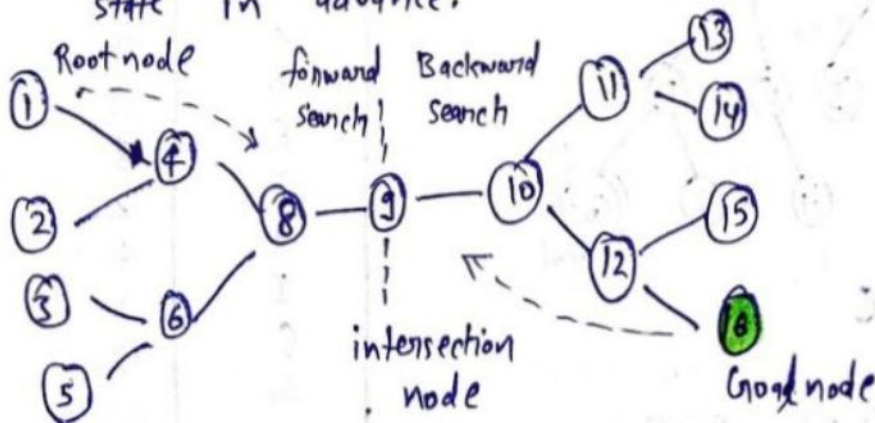 state in advance.
Root node
forward Backward
search search
1
4
2
3
6
5
8
9
10
11
12
13
14
15
16
intersection
node
Goal node